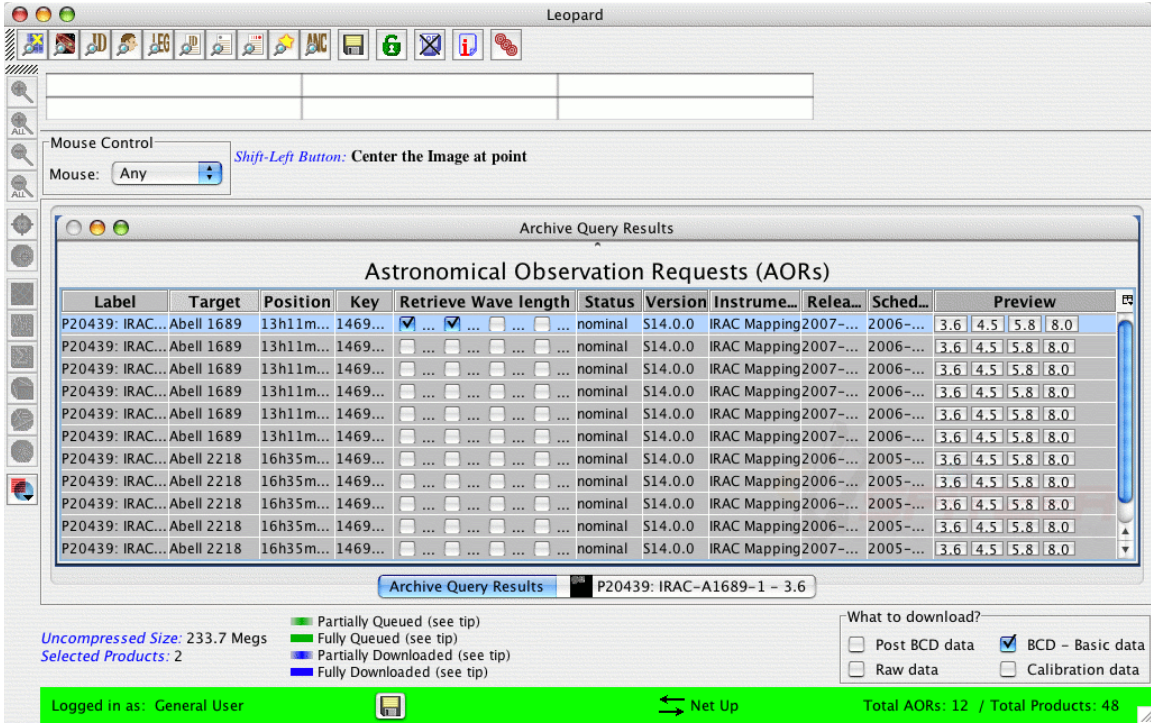 Leopard
JD LEG ID ANC
ALL
ALL
Mouse Control
Mouse: Any
Shift-Left Button: Center the Image at point
Archive Query Results
Astronomical Observation Requests (AORs)
Label Target Position Key Retrieve Wave length Status Version Instrume... Relea... Sched... Preview
P20439: IRAC... Abell 1689 13h11m... 1469... ... ... ... ... nominal S14.0.0 IRAC Mapping 2007-... 2006-... 3.6 4.5 5.8 8.0
P20439: IRAC... Abell 1689 13h11m... 1469... ... ... ... ... nominal S14.0.0 IRAC Mapping 2007-... 2006-... 3.6 4.5 5.8 8.0
P20439: IRAC... Abell 1689 13h11m... 1469... ... ... ... ... nominal S14.0.0 IRAC Mapping 2007-... 2006-... 3.6 4.5 5.8 8.0
P20439: IRAC... Abell 1689 13h11m... 1469... ... ... ... ... nominal S14.0.0 IRAC Mapping 2007-... 2006-... 3.6 4.5 5.8 8.0
P20439: IRAC... Abell 1689 13h11m... 1469... ... ... ... ... nominal S14.0.0 IRAC Mapping 2007-... 2006-... 3.6 4.5 5.8 8.0
P20439: IRAC... Abell 1689 13h11m... 1469... ... ... ... ... nominal S14.0.0 IRAC Mapping 2007-... 2006-... 3.6 4.5 5.8 8.0
P20439: IRAC... Abell 2218 16h35m... 1469... ... ... ... ... nominal S14.0.0 IRAC Mapping 2006-... 2005-... 3.6 4.5 5.8 8.0
P20439: IRAC... Abell 2218 16h35m... 1469... ... ... ... ... nominal S14.0.0 IRAC Mapping 2006-... 2005-... 3.6 4.5 5.8 8.0
P20439: IRAC... Abell 2218 16h35m... 1469... ... ... ... ... nominal S14.0.0 IRAC Mapping 2006-... 2005-... 3.6 4.5 5.8 8.0
P20439: IRAC... Abell 2218 16h35m... 1469... ... ... ... ... nominal S14.0.0 IRAC Mapping 2006-... 2005-... 3.6 4.5 5.8 8.0
P20439: IRAC... Abell 2218 16h35m... 1469... ... ... ... ... nominal S14.0.0 IRAC Mapping 2007-... 2005-... 3.6 4.5 5.8 8.0
Archive Query Results P20439: IRAC-A1689-1 - 3.6
Uncompressed Size: 233.7 Megs
Selected Products: 2
Partially Queued (see tip)
Fully Queued (see tip)
Partially Downloaded (see tip)
Fully Downloaded (see tip)
What to download?
Post BCD data BCD - Basic data
Raw data Calibration data
Logged in as: General User Net Up Total AORs: 12 / Total Products: 48